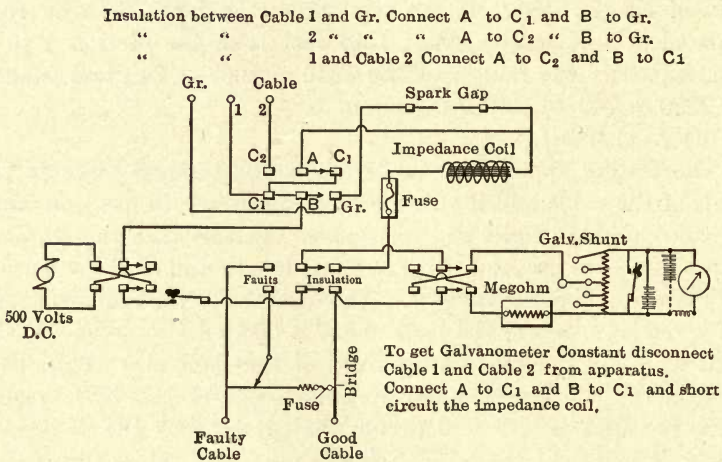 Insulation between Cable 1 and Gr. Connect A to C1 and B to Gr.
“ “ 2 “ “ A to C2 “ B to Gr.
“ “ 1 and Cable 2 Connect A to C2 and B to C1
Gr. Cable
1 2
Spark Gap
C2 A C1
Impedance Coil
C1 B Gr.
Fuse
Galv. Shunt
Faults Insulation
Megohm
500 Volts
D.C.
To get Galvanometer Constant disconnect
Cable 1 and Cable 2 from apparatus.
Connect A to C1 and B to C1 and short
circuit the impedance coil.
Bridge
Fuse
Faulty
Cable
Good
Cable